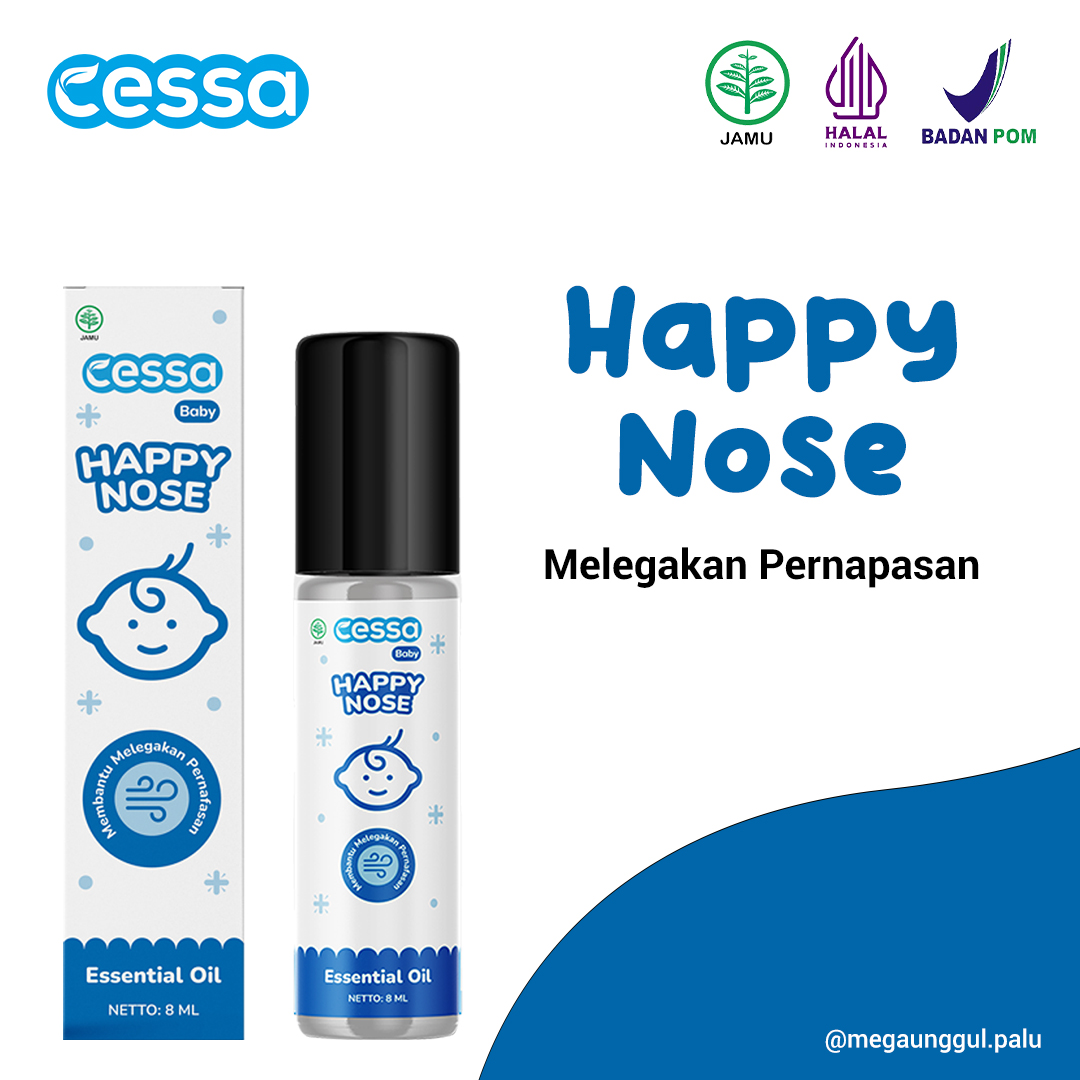 cessa
JAMU
HALAL
INDONESIA
BADAN POM
Happy
Nose
Melegakan Pernapasan
JAMU
cessa
Baby
HAPPY
NOSE
Membantu Melegakan Pernafasan
Essential Oil
NETTO: 8 ML
JAMU
cessa
Baby
HAPPY
NOSE
Membantu Melegakan Pernafasan
Essential Oil
NETTO: 8 ML
@megaunggul.palu